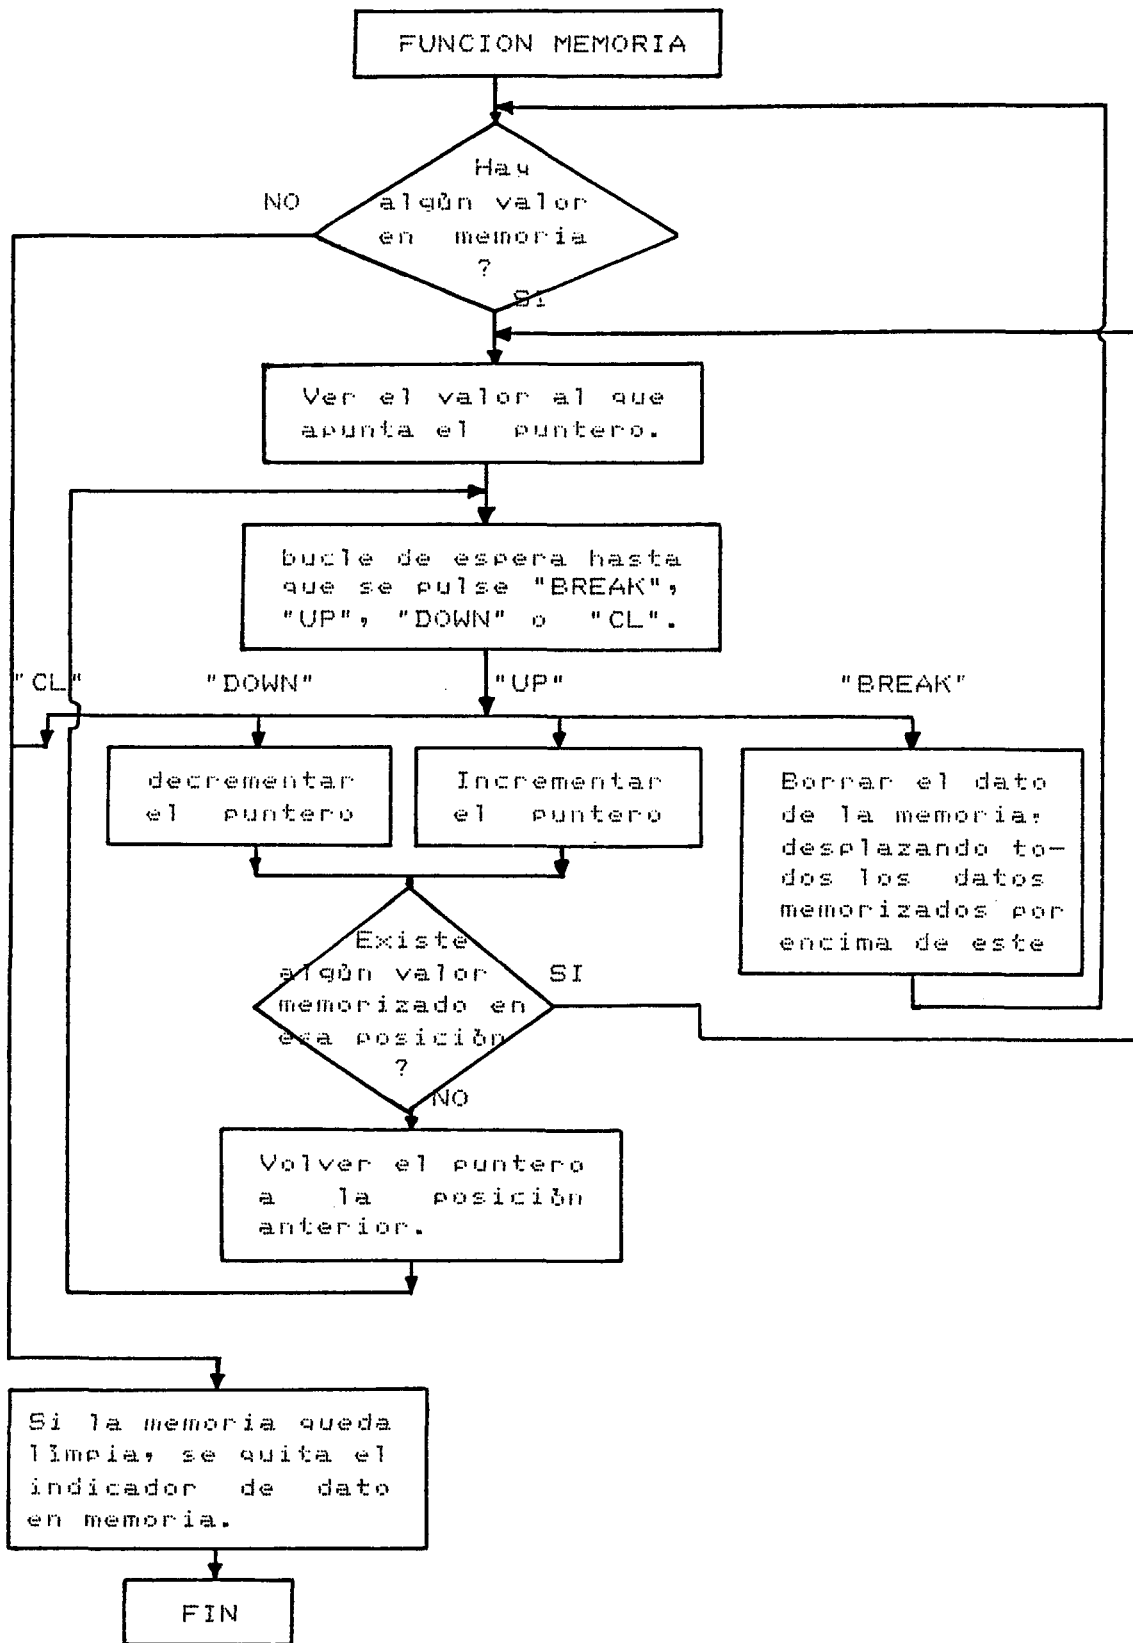 FUNCION MEMORIA
Hay
algún valor
en memoria
?
NO
SI
Ver el valor al que
apunta el puntero.
bucle de espera hasta
que se pulse "BREAK",
"UP", "DOWN" o "CL".
"CL" "DOWN" "UP" "BREAK"
decrementar
el puntero
Incrementar
el puntero
Borrar el dato
de la memoria,
desplazando to-
dos los datos
memorizados por
encima de este
Existe
algún valor
memorizado en
esa posición
?
SI
NO
Volver el puntero
a la posición
anterior.
Si la memoria queda
límpia, se quita el
indicador de dato
en memoria.
FIN